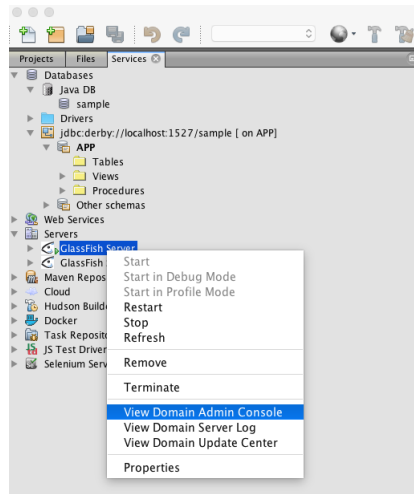 Projects Files Services
Databases
Java DB
sample
Drivers
jdbc:derby://localhost:1527/sample [ on APP]
APP
Tables
Views
Procedures
Other schemas
Web Services
Servers
GlassFish Server
GlassFish
Maven Repos
Cloud
Hudson Builde
Docker
Task Reposito
JS Test Driver
Selenium Serv
Start
Start in Debug Mode
Start in Profile Mode
Restart
Stop
Refresh
Remove
Terminate
View Domain Admin Console
View Domain Server Log
View Domain Update Center
Properties